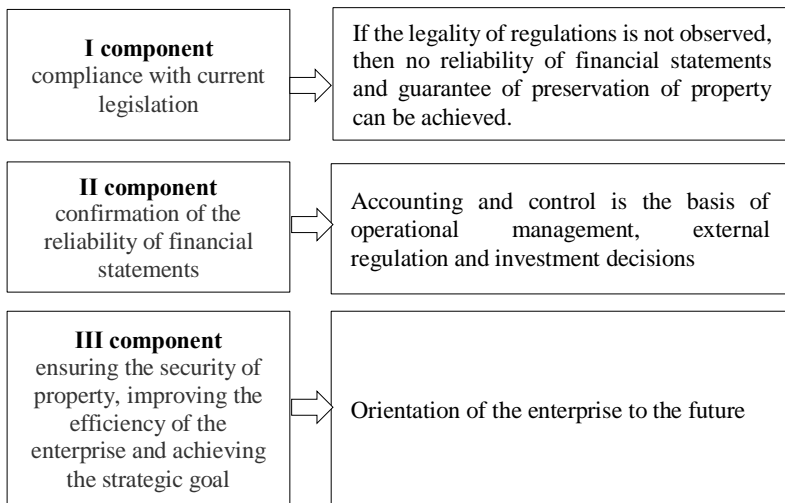 I component
compliance with current
legislation
If the legality of regulations is not observed,
then no reliability of financial statements
and guarantee of preservation of property
can be achieved.
II component
confirmation of the
reliability of financial
statements
Accounting and control is the basis of
operational management, external
regulation and investment decisions
III component
ensuring the security of
property, improving the
efficiency of the
enterprise and achieving
the strategic goal
Orientation of the enterprise to the future